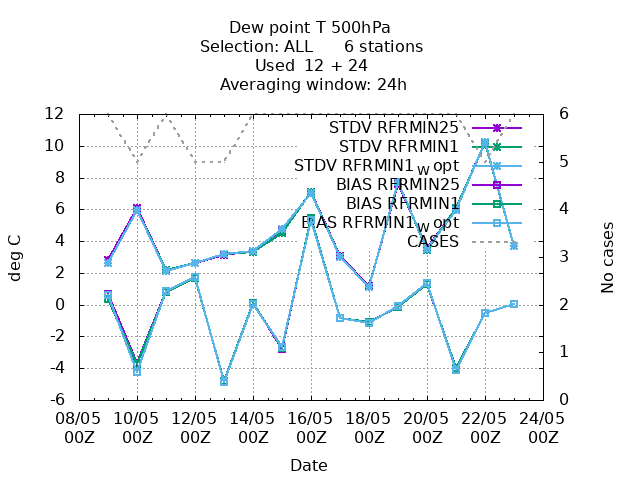 Dew point T 500hPa
Selection: ALL 6 stations
Used 12 + 24
Averaging window: 24h
12
10
8
6
4
2
0
-2
-4
-6
deg C
6
5
4
3
2
1
0
No cases
STDV RFRMIN25
STDV RFRMIN1
STDV RFRMIN1w opt
BIAS RFRMIN25
BIAS RFRMIN1
BIAS RFRMIN1w opt
CASES
08/05 10/05 12/05 14/05 16/05 18/05 20/05 22/05 24/05
00Z 00Z 00Z 00Z 00Z 00Z 00Z 00Z 00Z
Date